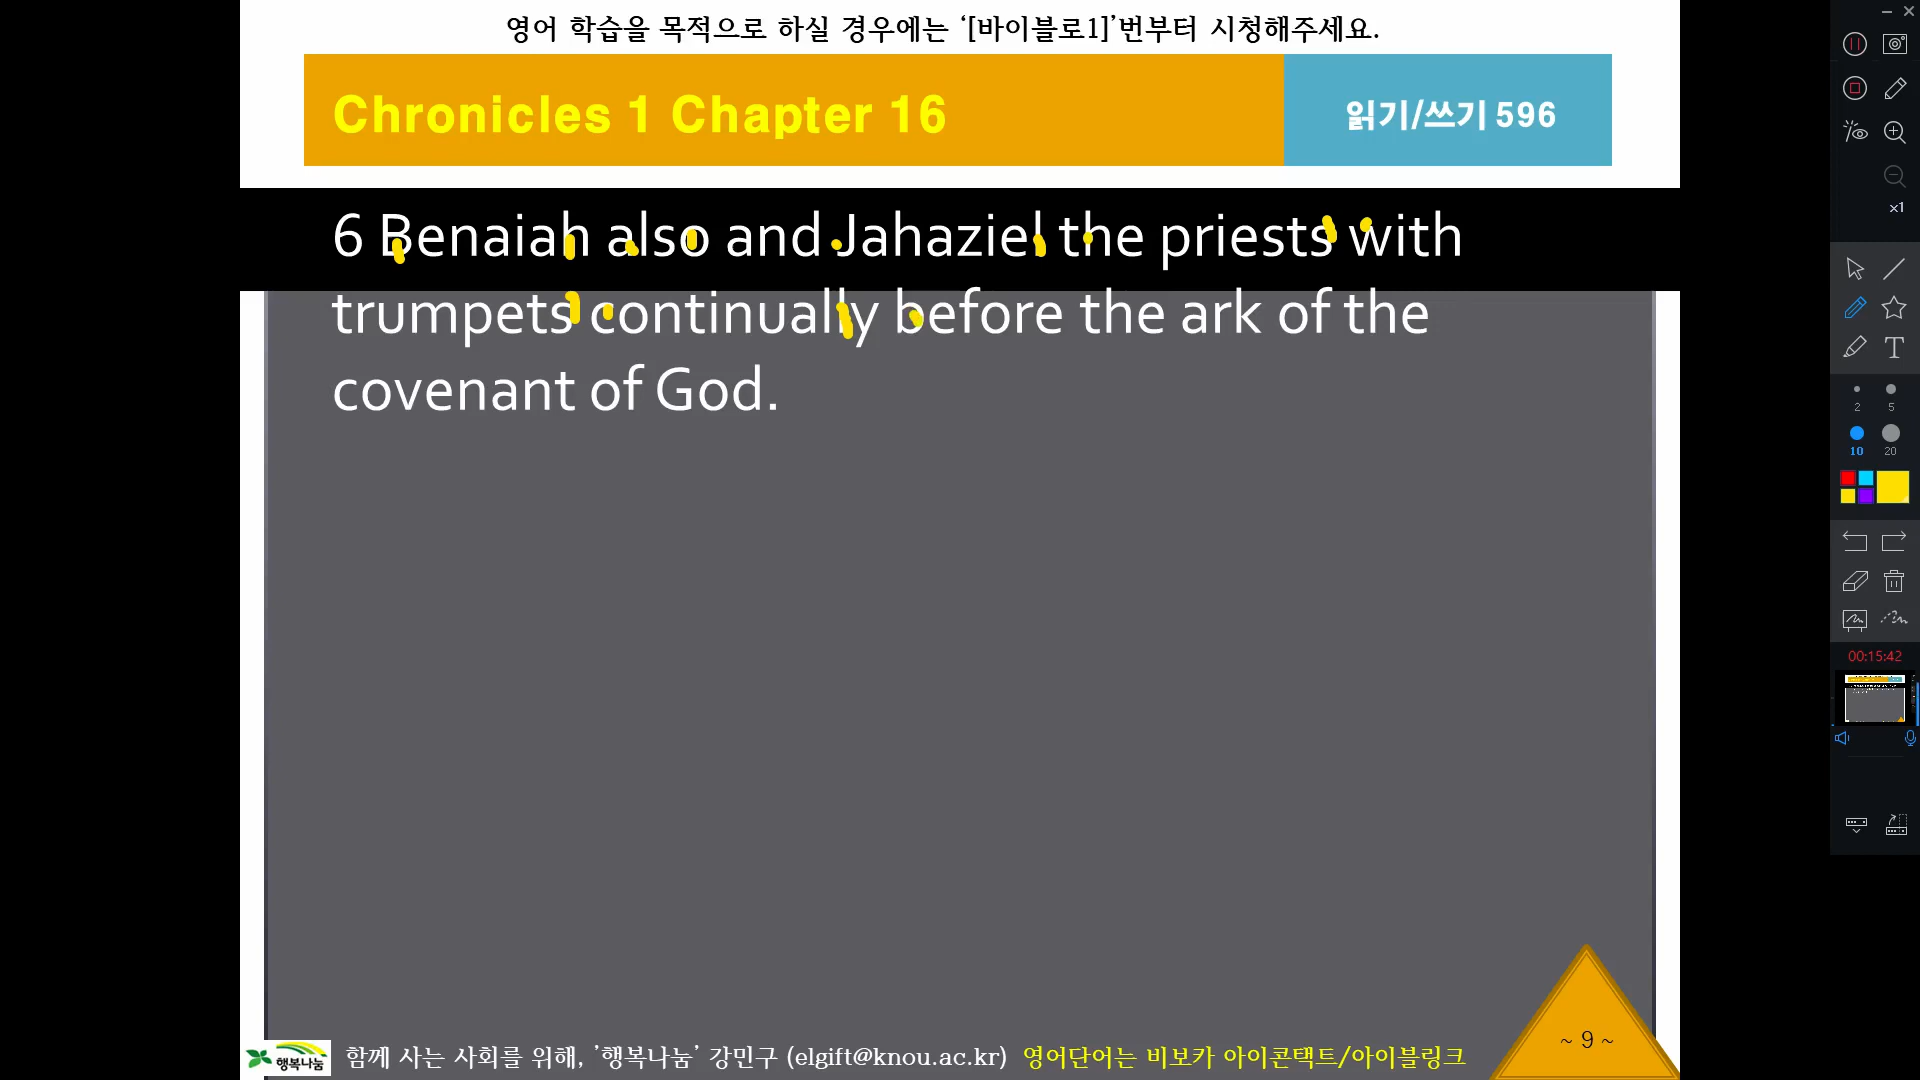 영어 학습을 목적으로 하실 경우에는 ‘[바이블로1]’번부터 시청해주세요.
Chronicles 1 Chapter 16
읽기/쓰기 596
6 Benaiah also and Jahaziel the priests with
trumpets continually before the ark of the
covenant of God.
x1
T
2 5
10 20
00:15:42
~ 9 ~
행복나눔 함께 사는 사회를 위해, ’행복나눔’ 강민구 (elgift@knou.ac.kr) 영어단어는 비보카 아이콘택트/아이블링크